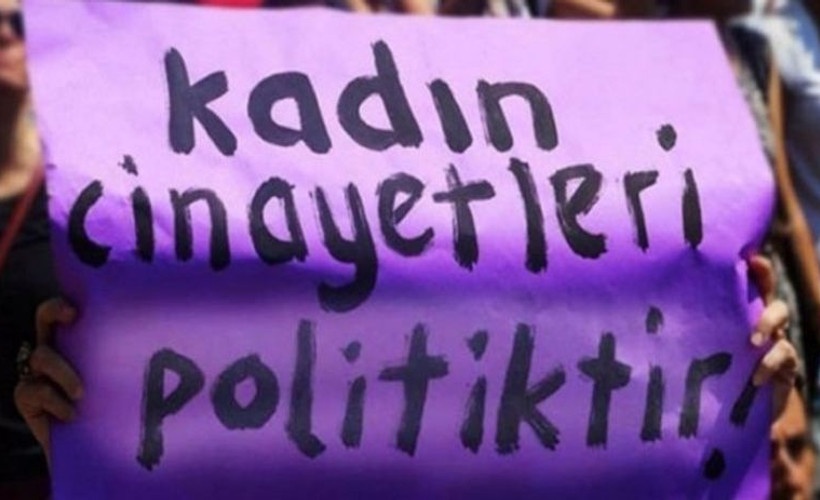 kadın
cinayetleri
politiktir!